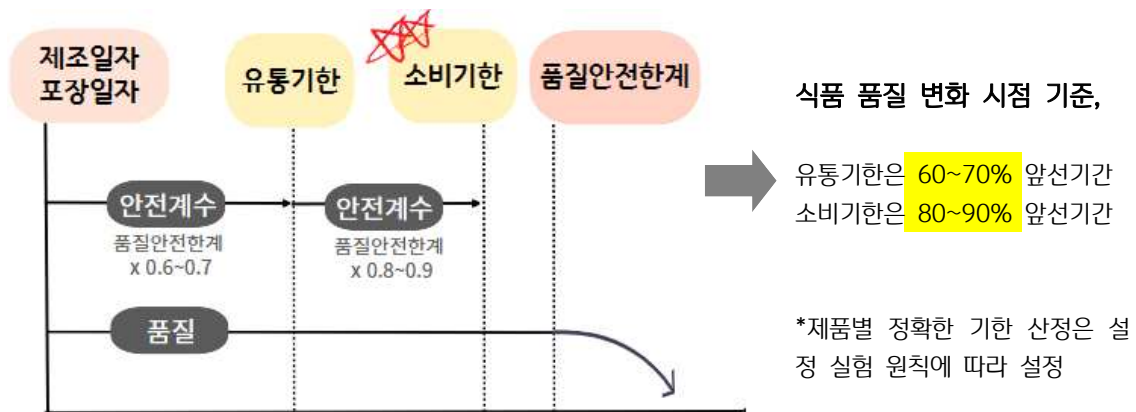 제조일자
포장일자
유통기한
소비기한
품질안전한계
안전계수
품질안전한계
x 0.6~0.7
안전계수
품질안전한계
x 0.8~0.9
품질
식품 품질 변화 시점 기준,
유통기한은 60~70% 앞선기간
소비기한은 80~90% 앞선기간
*제품별 정확한 기한 산정은 설
정 실험 원칙에 따라 설정